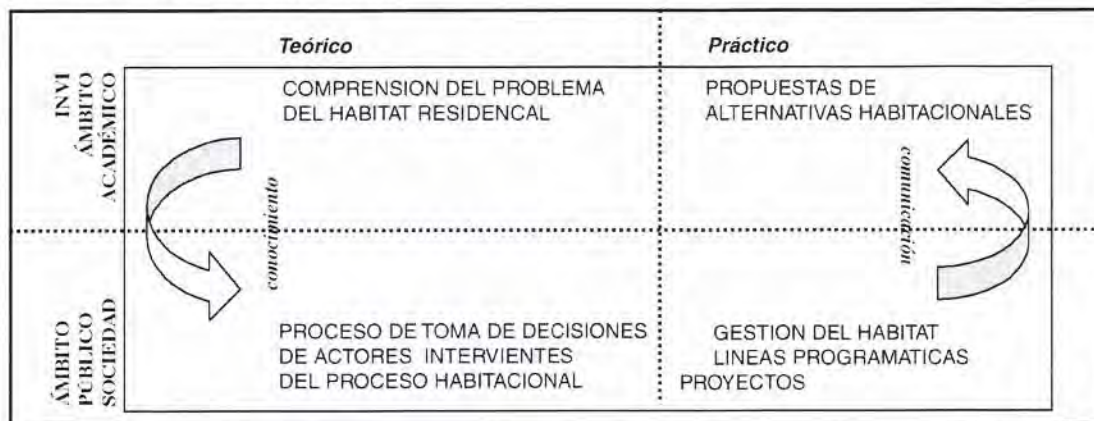 Teórico
Práctico
INVI
ÁMBITO
ACADÉMICO
COMPRENSION DEL PROBLEMA
DEL HABITAT RESIDENCAL
PROPUESTAS DE
ALTERNATIVAS HABITACIONALES
conocimiento
comunicación
ÁMBITO
PÚBLICO
SOCIEDAD
PROCESO DE TOMA DE DECISIONES
DE ACTORES INTERVIENTES
DEL PROCESO HABITACIONAL
GESTION DEL HABITAT
LINEAS PROGRAMATICAS
PROYECTOS